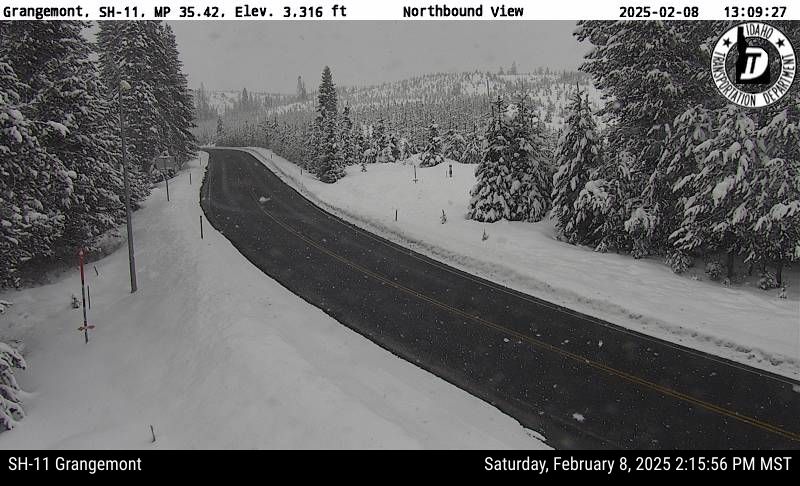 Grangemont, SH-11, MP 35.42, Elev. 3,316 ft Northbound View 2025-02-08 13:09:27
IDAHO
TRANSPORTATION DEPARTMENT
SH-11 Grangemont Saturday, February 8, 2025 2:15:56 PM MST